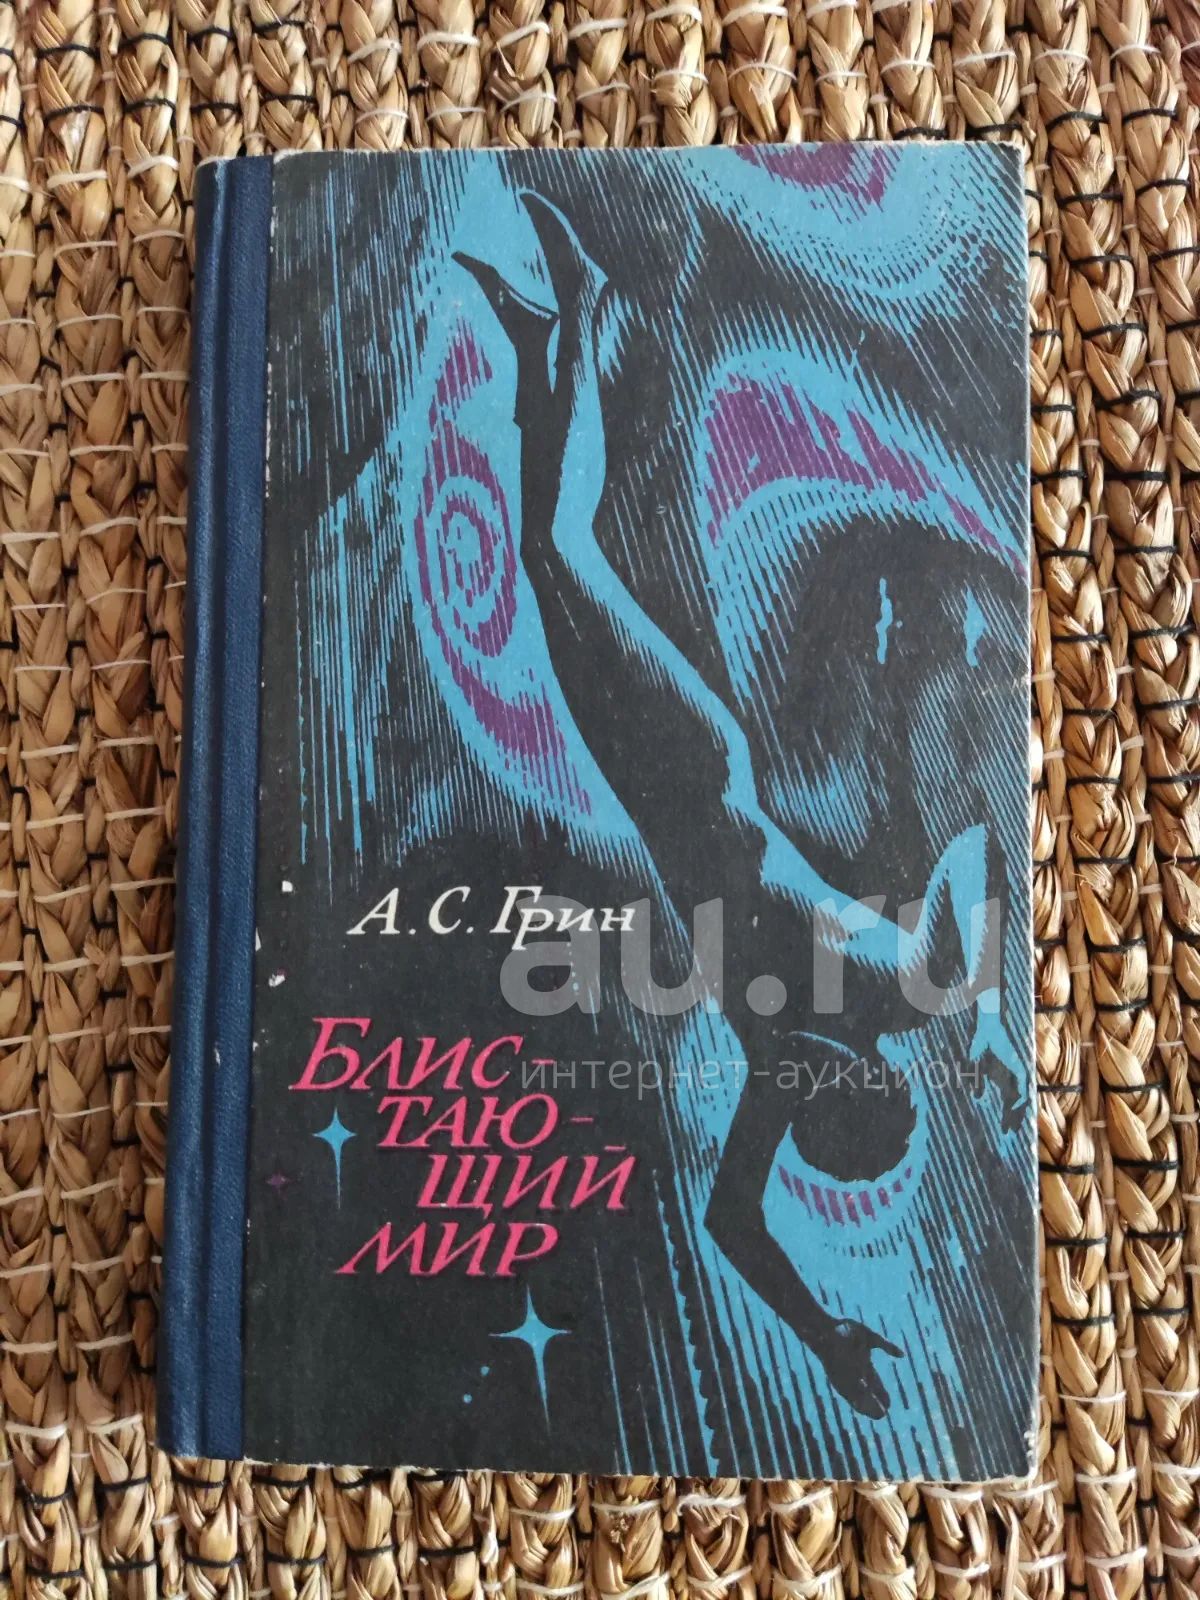 А. С. Грин
au.ru
Блис-
интернет-аукцион
таю-
щий
мир